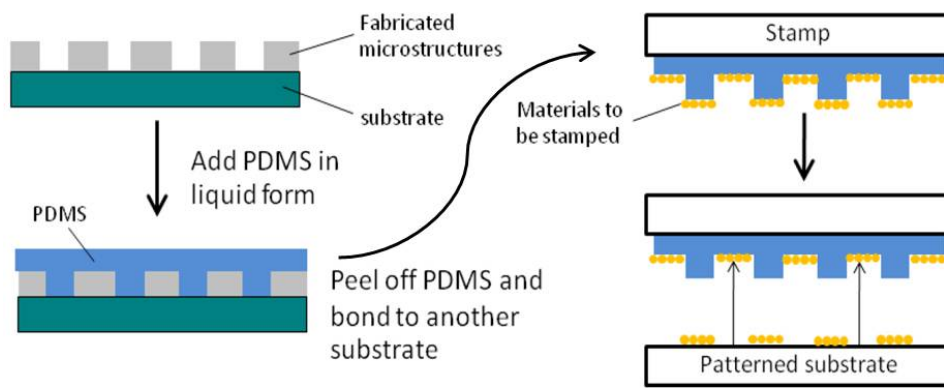 Fabricated
microstructures
substrate
Add PDMS in
liquid form
PDMS
Peel off PDMS and
bond to another
substrate
Stamp
Materials to
be stamped
Patterned substrate